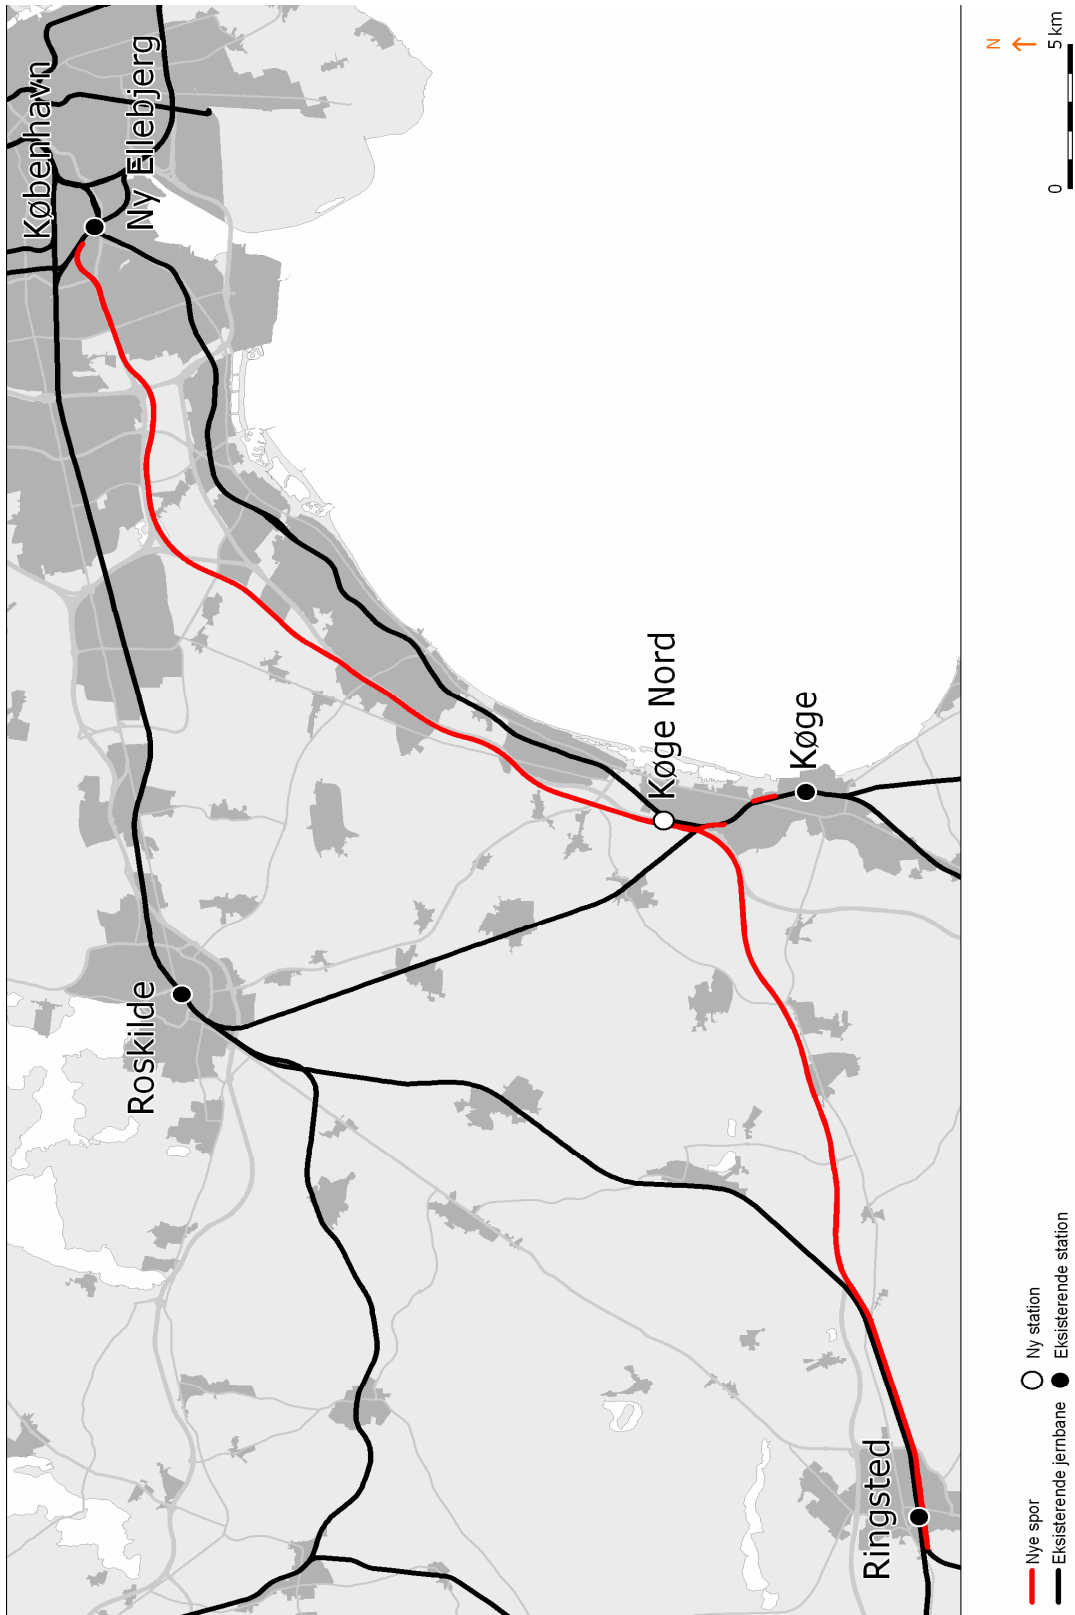 København
Ny Ellebjerg
Roskilde
Køge Nord
Køge
Ringsted
Nye spor
Eksisterende jernbane
Ny station
Eksisterende station
N
0
5 km